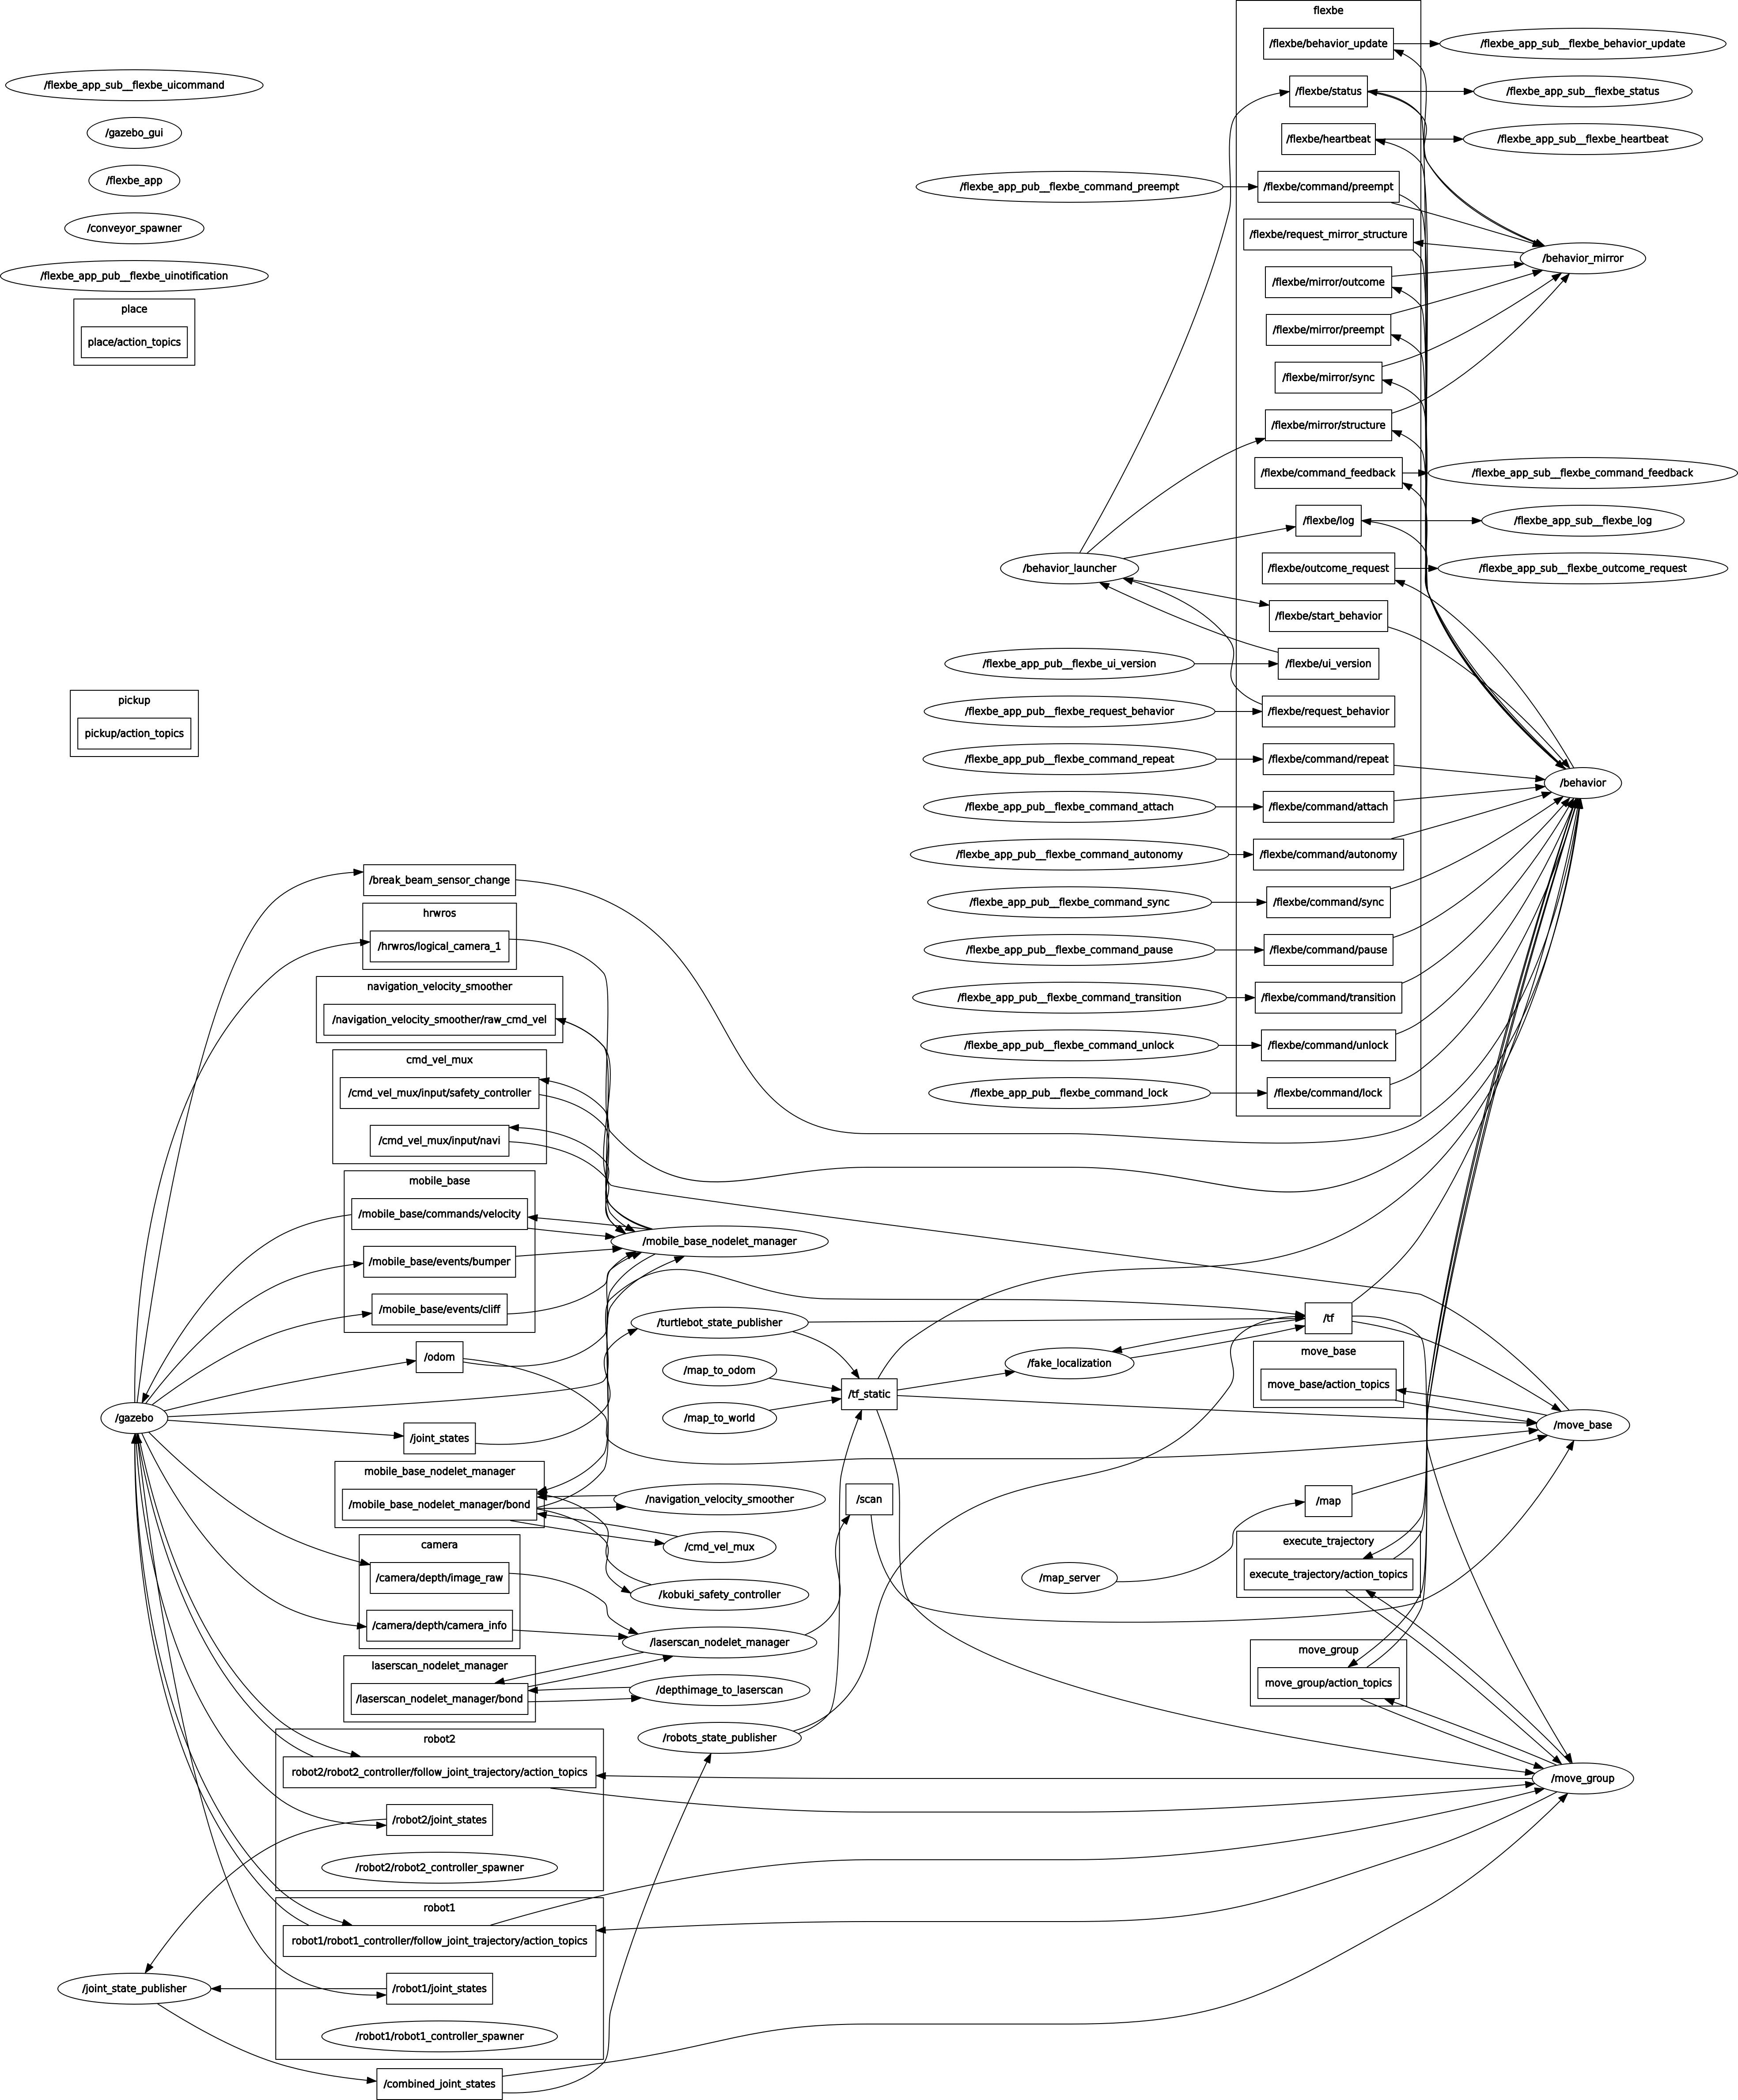 /flexbe_app_sub__flexbe_uicommand
/gazebo_gui
/flexbe_app
/conveyor_spawner
/flexbe_app_pub__flexbe_uinotification
place
place/action_topics
pickup
pickup/action_topics
/gazebo
/joint_state_publisher
/break_beam_sensor_change
hrwros
/hrwros/logical_camera_1
navigation_velocity_smoother
/navigation_velocity_smoother/raw_cmd_vel
cmd_vel_mux
/cmd_vel_mux/input/safety_controller
/cmd_vel_mux/input/navi
mobile_base
/mobile_base/commands/velocity
/mobile_base/events/bumper
/mobile_base/events/cliff
/odom
/joint_states
mobile_base_nodelet_manager
/mobile_base_nodelet_manager/bond
camera
/camera/depth/image_raw
/camera/depth/camera_info
laserscan_nodelet_manager
/laserscan_nodelet_manager/bond
robot2
robot2/robot2_controller/follow_joint_trajectory/action_topics
/robot2/joint_states
/robot2/robot2_controller_spawner
robot1
robot1/robot1_controller/follow_joint_trajectory/action_topics
/robot1/joint_states
/robot1/robot1_controller_spawner
/combined_joint_states
/mobile_base_nodelet_manager
/turtlebot_state_publisher
/map_to_odom
/map_to_world
/navigation_velocity_smoother
/cmd_vel_mux
/kobuki_safety_controller
/laserscan_nodelet_manager
/depthimage_to_laserscan
/robots_state_publisher
/tf_static
/scan
/flexbe_app_pub__flexbe_command_preempt
/behavior_launcher
/flexbe_app_pub__flexbe_ui_version
/flexbe_app_pub__flexbe_request_behavior
/flexbe_app_pub__flexbe_command_repeat
/flexbe_app_pub__flexbe_command_attach
/flexbe_app_pub__flexbe_command_autonomy
/flexbe_app_pub__flexbe_command_sync
/flexbe_app_pub__flexbe_command_pause
/flexbe_app_pub__flexbe_command_transition
/flexbe_app_pub__flexbe_command_unlock
/flexbe_app_pub__flexbe_command_lock
/fake_localization
/map_server
flexbe
/flexbe/behavior_update
/flexbe/status
/flexbe/heartbeat
/flexbe/command/preempt
/flexbe/request_mirror_structure
/flexbe/mirror/outcome
/flexbe/mirror/preempt
/flexbe/mirror/sync
/flexbe/mirror/structure
/flexbe/command_feedback
/flexbe/log
/flexbe/outcome_request
/flexbe/start_behavior
/flexbe/ui_version
/flexbe/request_behavior
/flexbe/command/repeat
/flexbe/command/attach
/flexbe/command/autonomy
/flexbe/command/sync
/flexbe/command/pause
/flexbe/command/transition
/flexbe/command/unlock
/flexbe/command/lock
/tf
move_base
move_base/action_topics
/map
execute_trajectory
execute_trajectory/action_topics
move_group
move_group/action_topics
/flexbe_app_sub__flexbe_behavior_update
/flexbe_app_sub__flexbe_status
/flexbe_app_sub__flexbe_heartbeat
/behavior_mirror
/flexbe_app_sub__flexbe_command_feedback
/flexbe_app_sub__flexbe_log
/flexbe_app_sub__flexbe_outcome_request
/behavior
/move_base
/move_group